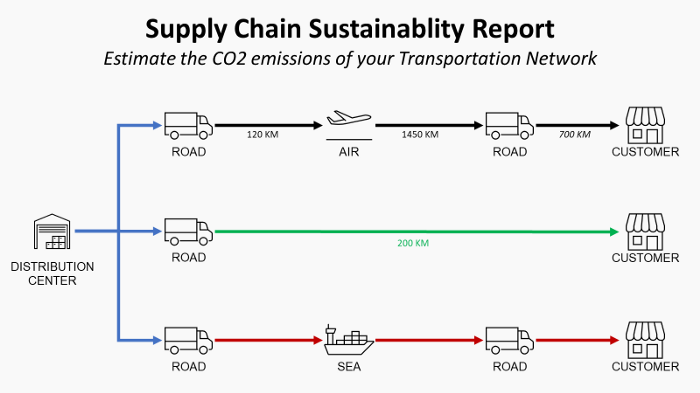 Supply Chain Sustainablity Report
Estimate the CO2 emissions of your Transportation Network
ROAD
120 KM
AIR
1450 KM
ROAD
700 KM
CUSTOMER
DISTRIBUTION
CENTER
ROAD
200 KM
CUSTOMER
ROAD
SEA
ROAD
CUSTOMER